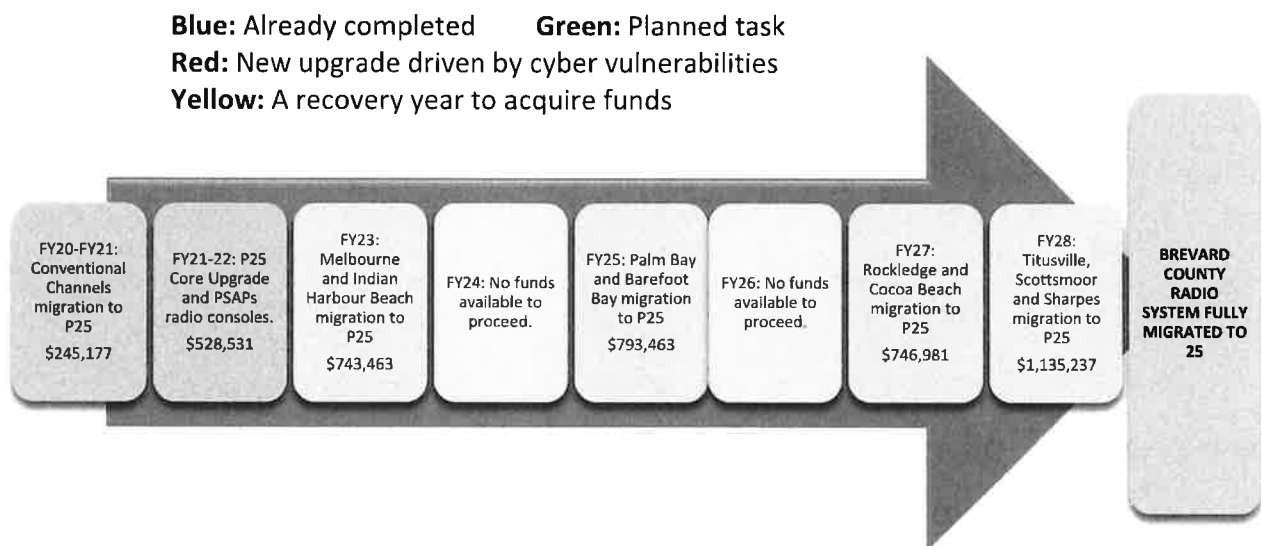 Blue: Already completed Green: Planned task
Red: New upgrade driven by cyber vulnerabilities
Yellow: A recovery year to acquire funds
FY20-FY21:
Conventional
Channels
migration to
P25
$245,177
FY21-22: P25
Core Upgrade
and PSAPs
radio consoles.
$528,531
FY23:
Melbourne
and Indian
Harbour Beach
migration to
P25
$743,463
FY24: No funds
available to
proceed.
FY25: Palm Bay
and Barefoot
Bay migration
to P25
$793,463
FY26: No funds
available to
proceed.
FY27:
Rockledge and
Cocoa Beach
migration to
P25
$746,981
FY28:
Titusville,
Scottsmoor
and Sharpes
migration to
P25
$1,135,237
BREVARD
COUNTY
RADIO
SYSTEM FULLY
MIGRATED TO
25